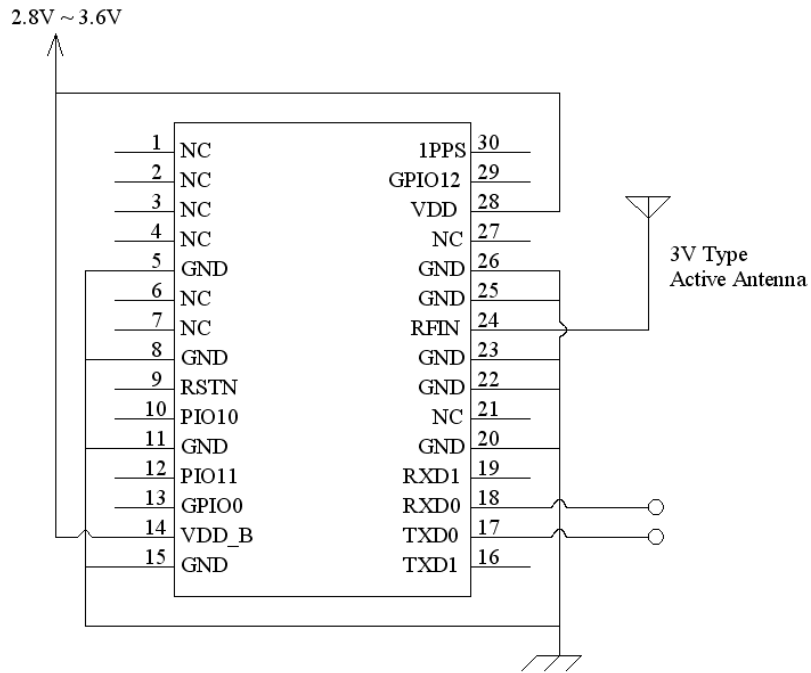 2.8V ~ 3.6V
1 NC
2 NC
3 NC
4 NC
5 GND
6 NC
7 NC
8 GND
9 RSTN
10 PIO10
11 GND
12 PIO11
13 GPIO0
14 VDD_B
15 GND
1PPS 30
GPIO12 29
VDD 28
NC 27
GND 26
GND 25
RFIN 24
GND 23
GND 22
NC 21
GND 20
RXD1 19
RXD0 18
TXD0 17
TXD1 16
3V Type
Active Antenna